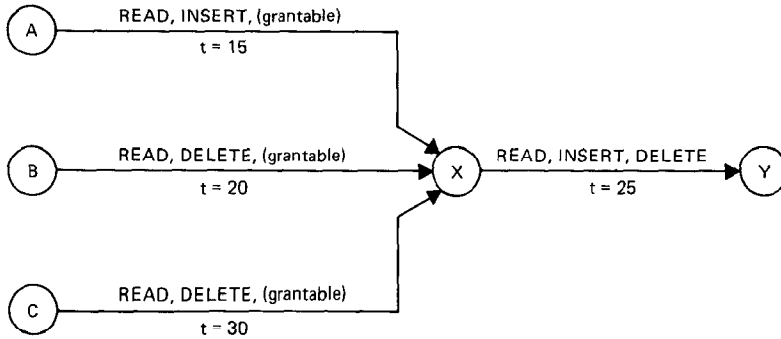 READ, INSERT, (grantable)
A
t = 15
READ, DELETE, (grantable)
READ, INSERT, DELETE
B
X
Y
t = 20
t = 25
READ, DELETE, (grantable)
C
t = 30